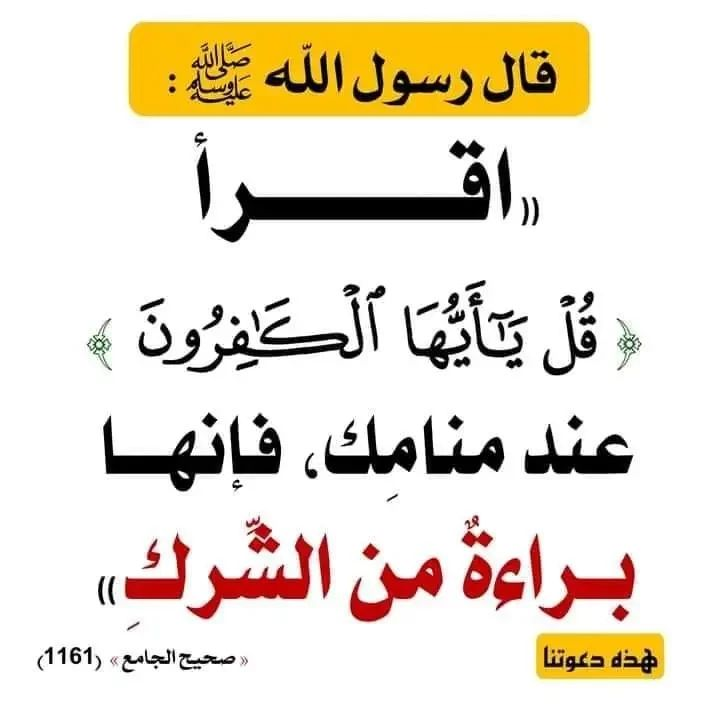 قال رسول الله ﷺ :
((اقــــرأ
﴿ قُلْ يَـٰٓأَيُّهَا ٱلْكَـٰفِرُونَ ﴾
عند منامِك، فإنهـا
بـراءةٌ من الشِّركِ))
« صحيح الجامع » (1161)
هذه دعوتنا